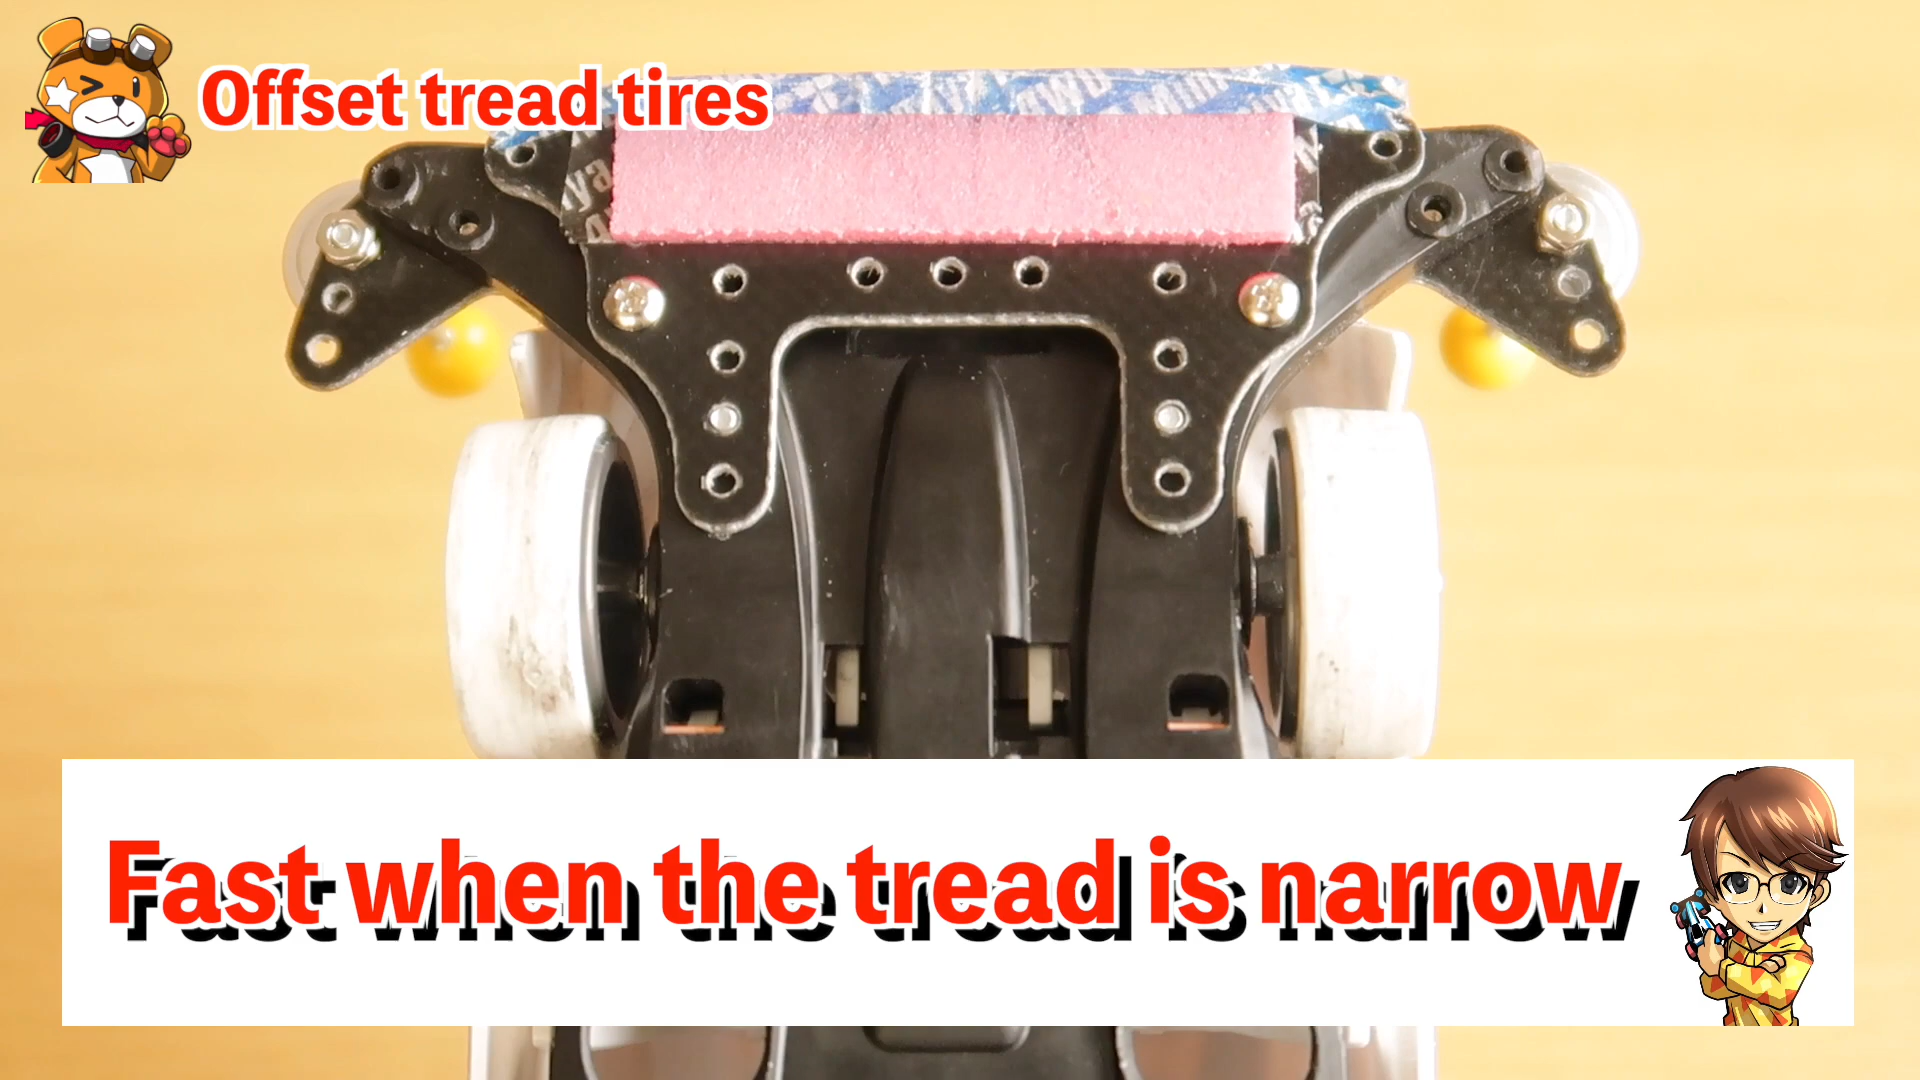 Offset tread tires
Fast when the tread is narrow